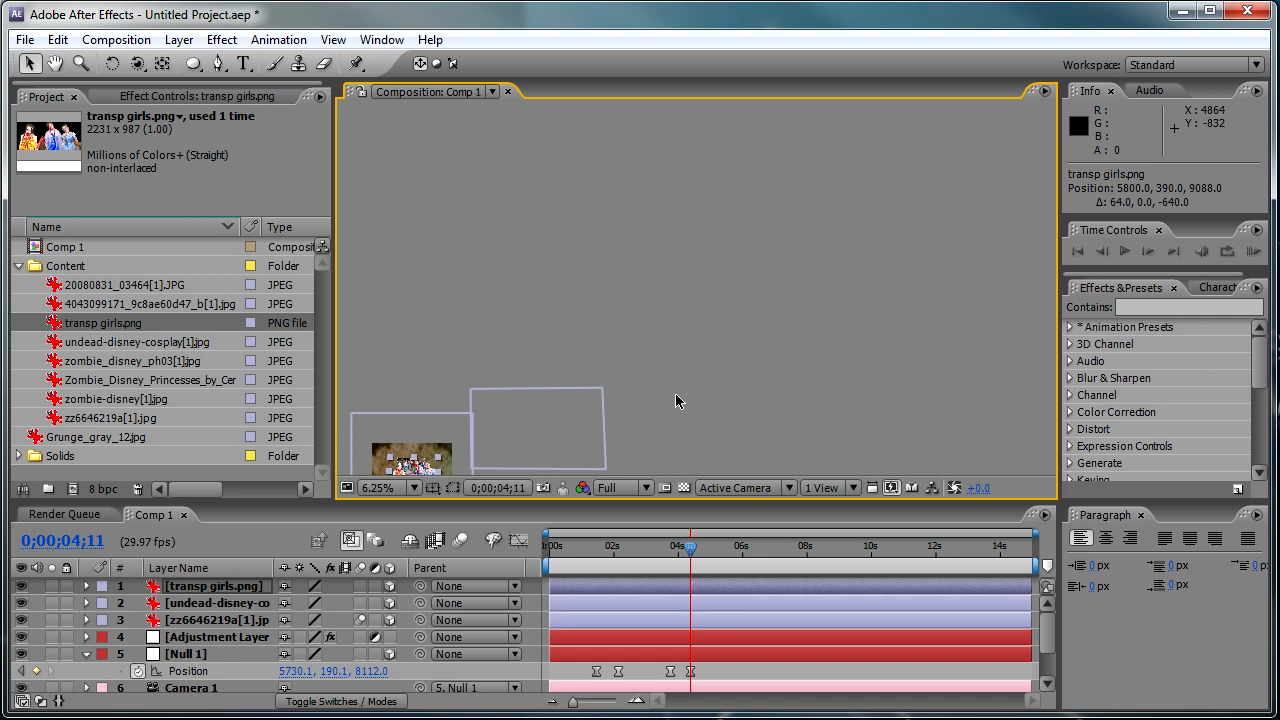 Adobe After Effects - Untitled Project.aep *
File Edit Composition Layer Effect Animation View Window Help
Workspace: Standard
Project Effect Controls: transp girls.png
transp girls.png, used 1 time
2231 x 987 (1.00)
Millions of Colors+ (Straight)
non-interlaced
Name Type
Comp 1 Composit
Content Folder
20080831_03464[1].JPG JPEG
4043099171_9c8ae60d47_b[1].jpg JPEG
transp girls.png PNG file
undead-disney-cosplay[1].jpg JPEG
zombie_disney_ph03[1].jpg JPEG
Zombie_Disney_Princesses_by_Cer JPEG
zombie-disney[1].jpg JPEG
zz6646219a[1].jpg JPEG
Grunge_gray_12.jpg JPEG
Solids Folder
8 bpc
Composition: Comp 1
6.25% 0;00;04;11 Full Active Camera 1 View +0.0
Info Audio
R :
G :
B :
A : 0
X : 4864
Y : -832
transp girls.png
Position: 5800.0, 390.0, 9088.0
Δ: 64.0, 0.0, -640.0
Time Controls
Effects & Presets Charact
Contains:
* Animation Presets
3D Channel
Audio
Blur & Sharpen
Channel
Color Correction
Distort
Expression Controls
Generate
Keying
Render Queue Comp 1
0;00;04;11 (29.97 fps)
:00s 02s 04s 06s 08s 10s 12s 14s
# Layer Name Parent
1 [transp girls.png] None
2 [undead-disney-co None
3 [zz6646219a[1].jp None
4 [Adjustment Layer None
5 [Null 1] None
Position 5730.1, 190.1, 8112.0
6 Camera 1 5. Null 1
Toggle Switches / Modes
Paragraph
0 px 0 px 0 px
0 px 0 px